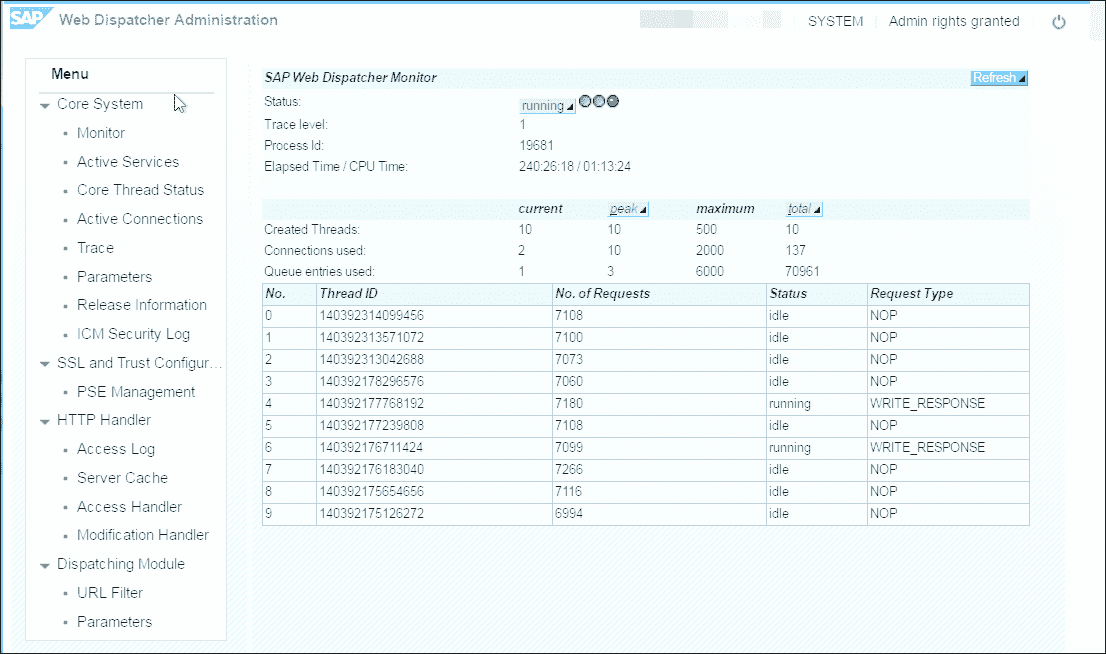 SAP Web Dispatcher Administration SYSTEM Admin rights granted
Menu
Core System
Monitor
Active Services
Core Thread Status
Active Connections
Trace
Parameters
Release Information
ICM Security Log
SSL and Trust Configur...
PSE Management
HTTP Handler
Access Log
Server Cache
Access Handler
Modification Handler
Dispatching Module
URL Filter
Parameters
SAP Web Dispatcher Monitor Refresh
Status: running
Trace level: 1
Process Id: 19681
Elapsed Time / CPU Time: 240:26:18 / 01:13:24
current peak maximum total
Created Threads: 10 10 500 10
Connections used: 2 10 2000 137
Queue entries used: 1 3 6000 70961
No. Thread ID No. of Requests Status Request Type
0 140392314099456 7108 idle NOP
1 140392313571072 7100 idle NOP
2 140392313042688 7073 idle NOP
3 140392178296576 7060 idle NOP
4 140392177768192 7180 running WRITE_RESPONSE
5 140392177239808 7108 idle NOP
6 140392176711424 7099 running WRITE_RESPONSE
7 140392176183040 7266 idle NOP
8 140392175654656 7116 idle NOP
9 140392175126272 6994 idle NOP